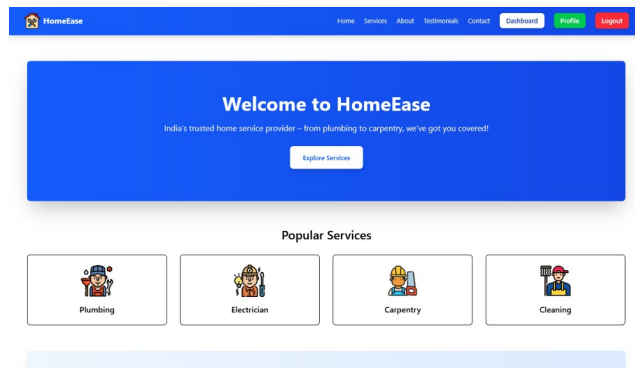 HomeEase
Home Services About Testimonials Contact Dashboard Profile Logout
Welcome to HomeEase
India's trusted home service provider – from plumbing to carpentry, we've got you covered!
Explore Services
Popular Services
Plumbing Electrician Carpentry Cleaning